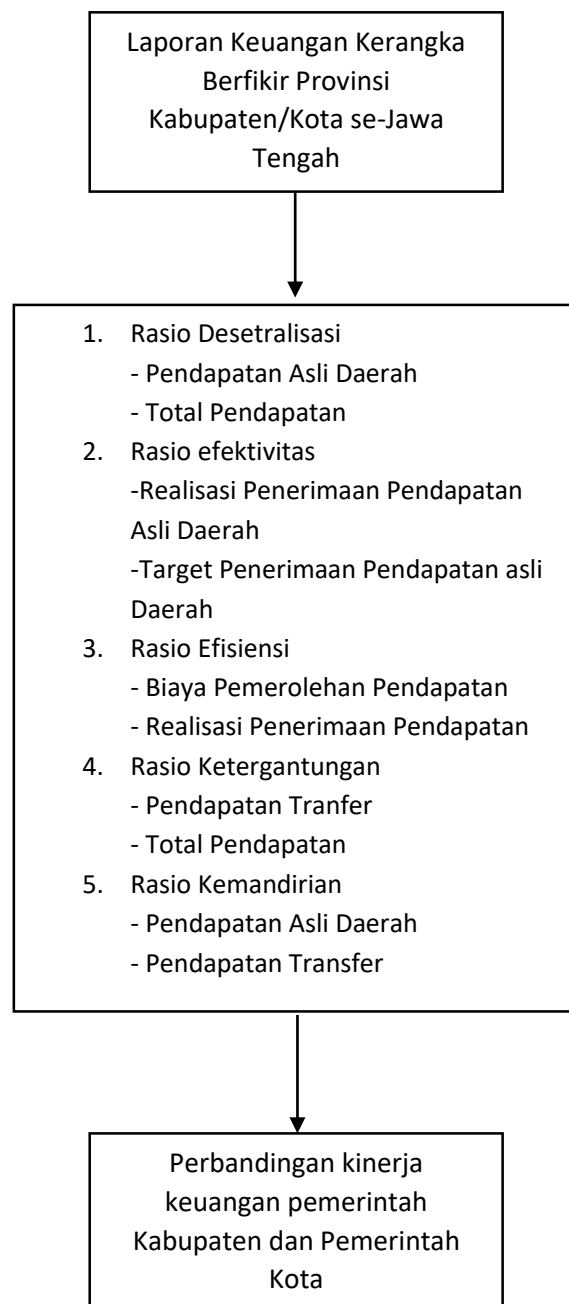 Laporan Keuangan Kerangka
Berfikir Provinsi
Kabupaten/Kota se-Jawa
Tengah
1. Rasio Desetralisasi
- Pendapatan Asli Daerah
- Total Pendapatan
2. Rasio efektivitas
-Realisasi Penerimaan Pendapatan
Asli Daerah
-Target Penerimaan Pendapatan asli
Daerah
3. Rasio Efisiensi
- Biaya Pemerolehan Pendapatan
- Realisasi Penerimaan Pendapatan
4. Rasio Ketergantungan
- Pendapatan Tranfer
- Total Pendapatan
5. Rasio Kemandirian
- Pendapatan Asli Daerah
- Pendapatan Transfer
Perbandingan kinerja
keuangan pemerintah
Kabupaten dan Pemerintah
Kota